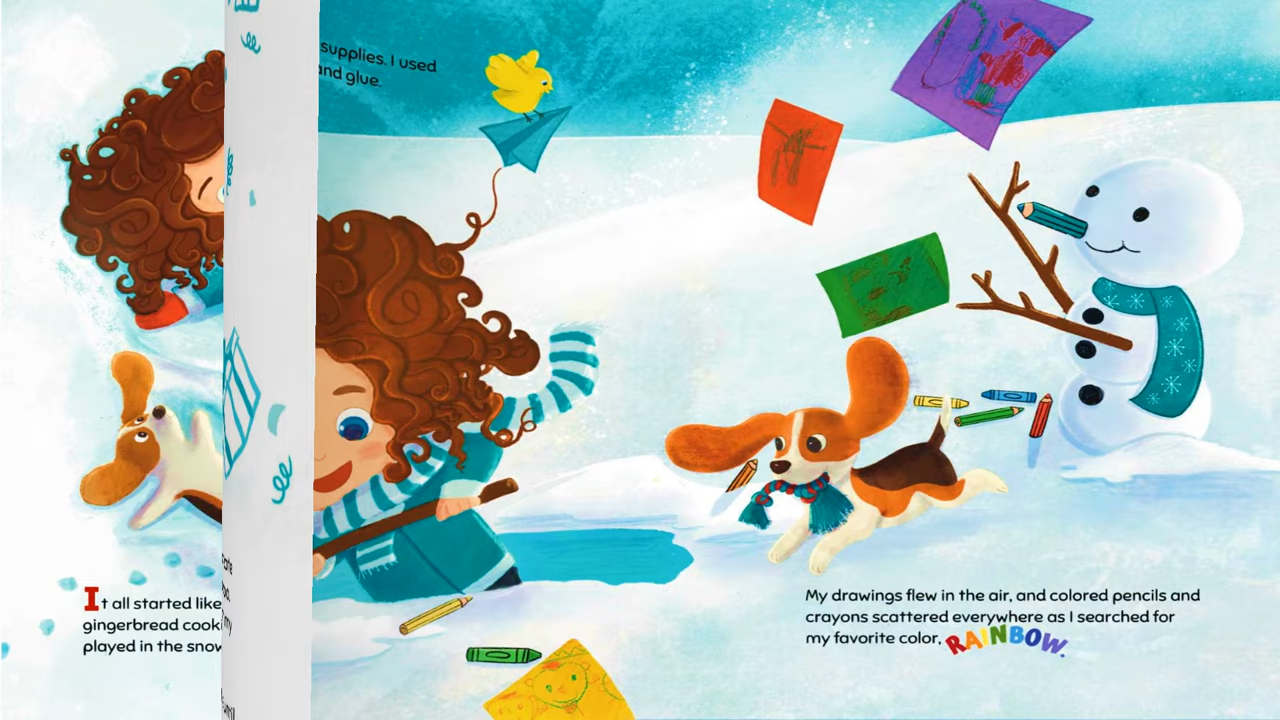 It all started like
gingerbread cooki
played in the snow
supplies. I used
and glue.
My drawings flew in the air, and colored pencils and
crayons scattered everywhere as I searched for
my favorite color, RAINBOW.